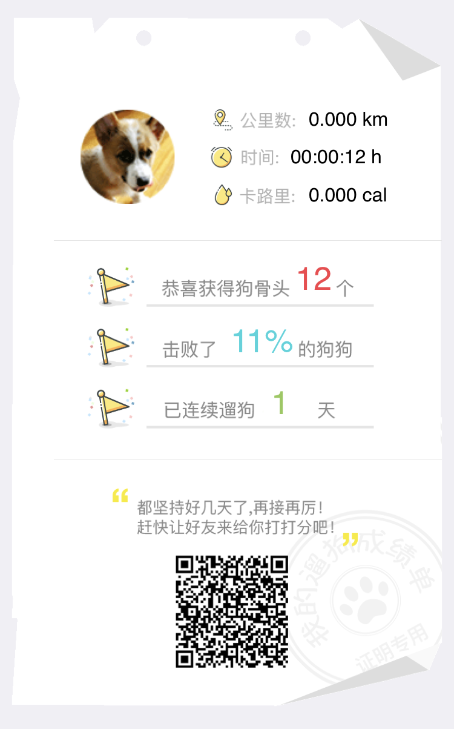 公里数: 0.000 km
时间: 00:00:12 h
卡路里: 0.000 cal
恭喜获得狗骨头 12 个
击败了 11% 的狗狗
已连续遛狗 1 天
“ 都坚持好几天了,再接再厉!
赶快让好友来给你打打分吧! ”
我的遛狗成绩单
证明专用